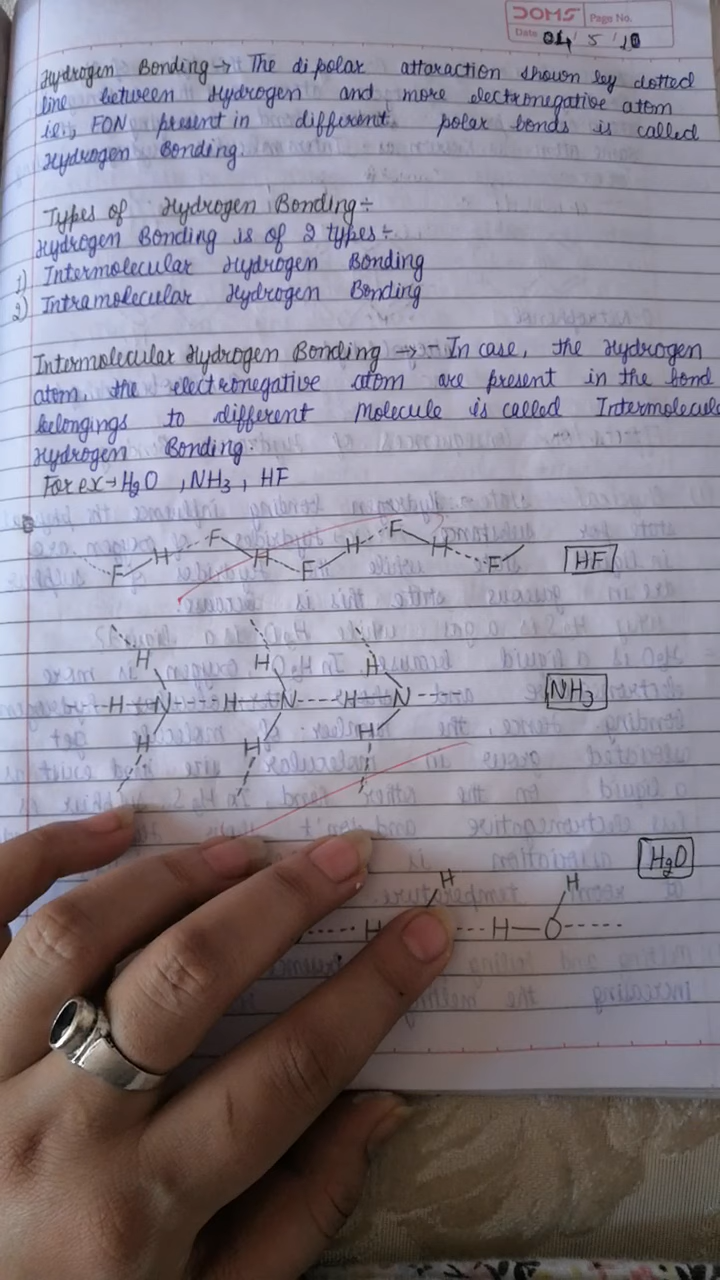 DOMS Page No.
Date 04 5 20
Hydrogen Bonding → The dipolar attaraction shown by dotted
line between Hydrogen and more electronegative atom
i.e., FON present in different polar bonds is called
Hydrogen Bonding.
Types of Hydrogen Bonding ÷
Hydrogen Bonding is of 2 types ÷
1) Intermolecular Hydrogen Bonding
2) Intramolecular Hydrogen Bonding
Intermolecular Hydrogen Bonding → - In case, the Hydrogen
atom, the electronegative atom are present in the bond
belongings to different Molecule is called Intermolecul
Hydrogen Bonding.
For ex → H2O , NH3 , HF
F H F H F H F H F HF
H H H
H N H N H N NH3
H H H
H2O
H H
H H O